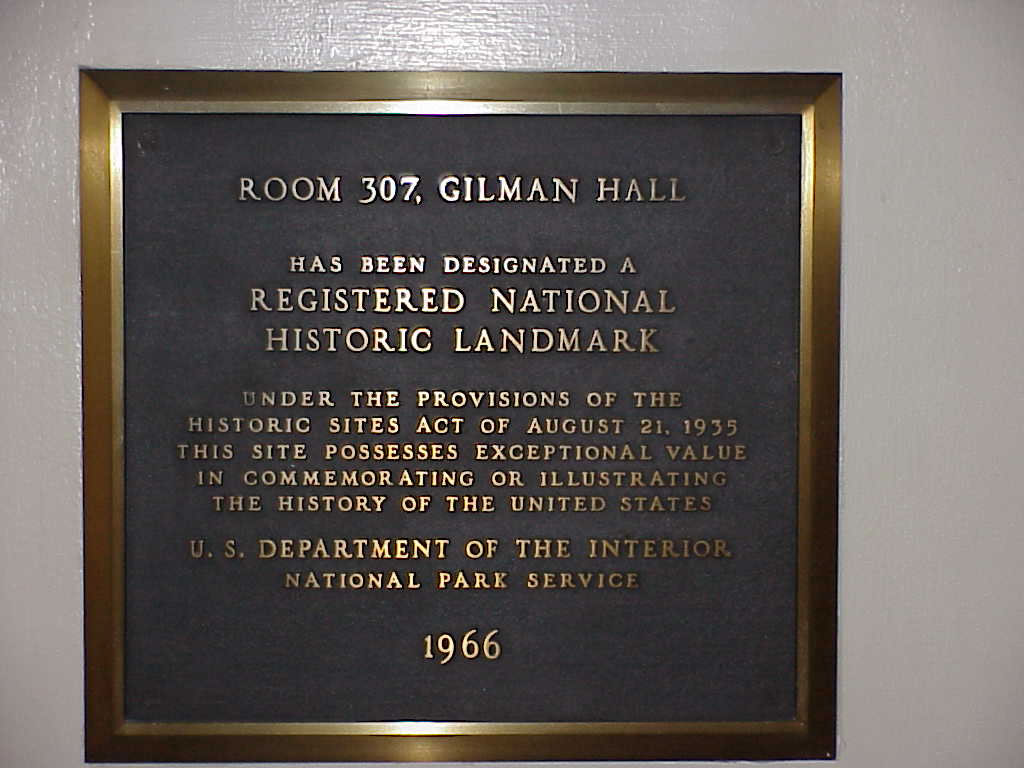 ROOM 307, GILMAN HALL
HAS BEEN DESIGNATED A
REGISTERED NATIONAL
HISTORIC LANDMARK
UNDER THE PROVISIONS OF THE
HISTORIC SITES ACT OF AUGUST 21, 1935
THIS SITE POSSESSES EXCEPTIONAL VALUE
IN COMMEMORATING OR ILLUSTRATING
THE HISTORY OF THE UNITED STATES
U. S. DEPARTMENT OF THE INTERIOR
NATIONAL PARK SERVICE
1966